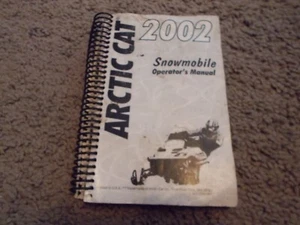 ARCTIC CAT
2002
Snowmobile
Operator's Manual